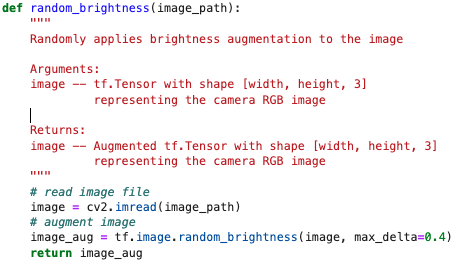 def random_brightness(image_path):
    """
    Randomly applies brightness augmentation to the image

    Arguments:
    image -- tf.Tensor with shape [width, height, 3]
             representing the camera RGB image

    Returns:
    image -- Augmented tf.Tensor with shape [width, height, 3]
             representing the camera RGB image
    """
    # read image file
    image = cv2.imread(image_path)
    # augment image
    image_aug = tf.image.random_brightness(image, max_delta=0.4)
    return image_aug